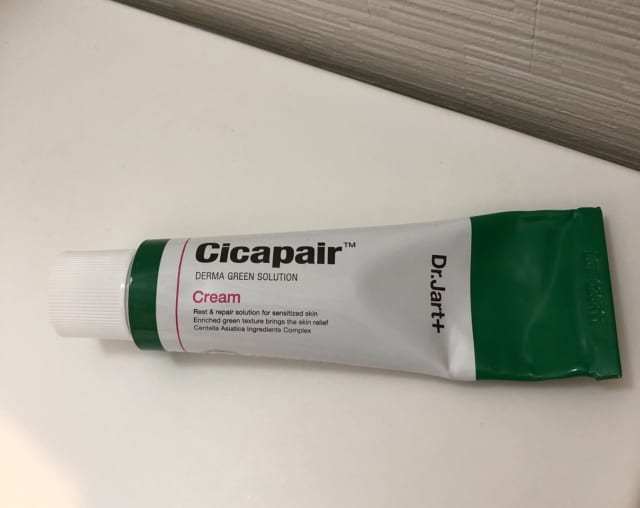 Cicapair™
DERMA GREEN SOLUTION
Cream
Rest & repair solution for sensitized skin
Enriched green texture brings the skin relief
Centella Asiatica Ingredients Complex
Dr.Jart+